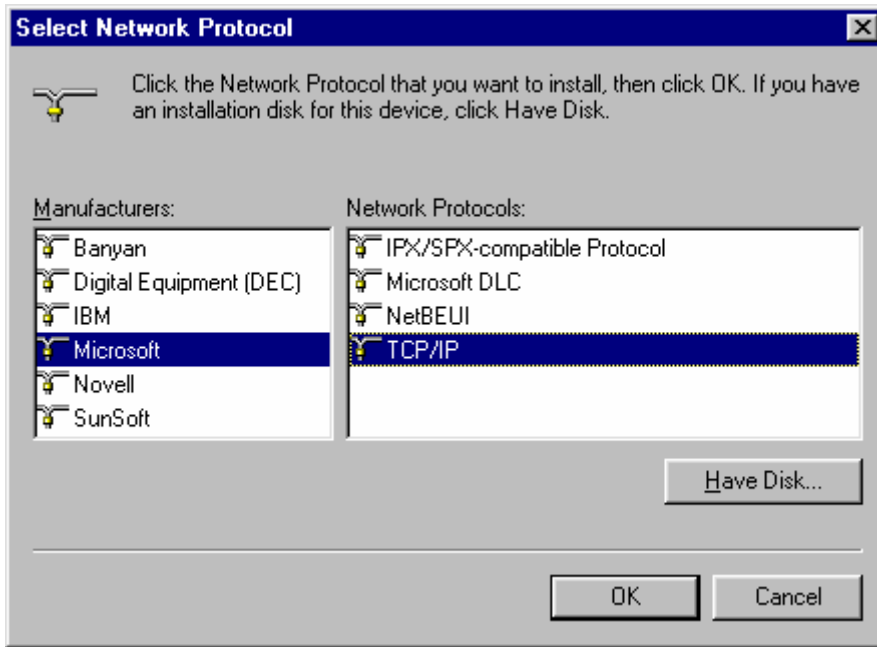 Select Network Protocol
Click the Network Protocol that you want to install, then click OK. If you have
an installation disk for this device, click Have Disk.
Manufacturers:
Banyan
Digital Equipment (DEC)
IBM
Microsoft
Novell
SunSoft
Network Protocols:
IPX/SPX-compatible Protocol
Microsoft DLC
NetBEUI
TCP/IP
Have Disk...
OK
Cancel